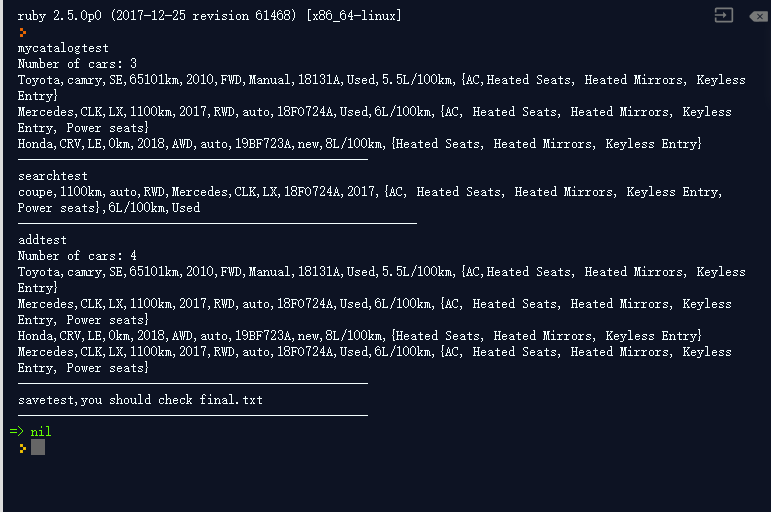 ruby 2.5.0p0 (2017-12-25 revision 61468) [x86_64-linux]
mycatalogtest
Number of cars: 3
Toyota,camry,SE,65101km,2010,FWD,Manual,18131A,Used,5.5L/100km,{AC,Heated Seats, Heated Mirrors, Keyless
Entry}
Mercedes,CLK,LX,1100km,2017,RWD,auto,18F0724A,Used,6L/100km,{AC, Heated Seats, Heated Mirrors, Keyless
Entry, Power seats}
Honda,CRV,LE,0km,2018,AWD,auto,19BF723A,new,8L/100km,{Heated Seats, Heated Mirrors, Keyless Entry}
searchtest
coupe,1100km,auto,RWD,Mercedes,CLK,LX,18F0724A,2017,{AC, Heated Seats, Heated Mirrors, Keyless Entry,
Power seats},6L/100km,Used
addtest
Number of cars: 4
Toyota,camry,SE,65101km,2010,FWD,Manual,18131A,Used,5.5L/100km,{AC,Heated Seats, Heated Mirrors, Keyless
Entry}
Mercedes,CLK,LX,1100km,2017,RWD,auto,18F0724A,Used,6L/100km,{AC, Heated Seats, Heated Mirrors, Keyless
Entry, Power seats}
Honda,CRV,LE,0km,2018,AWD,auto,19BF723A,new,8L/100km,{Heated Seats, Heated Mirrors, Keyless Entry}
Mercedes,CLK,LX,1100km,2017,RWD,auto,18F0724A,Used,6L/100km,{AC, Heated Seats, Heated Mirrors, Keyless
Entry, Power seats}
savetest,you should check final.txt
=> nil